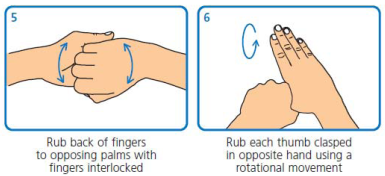 5
Rub back of fingers
to opposing palms with
fingers interlocked
6
Rub each thumb clasped
in opposite hand using a
rotational movement